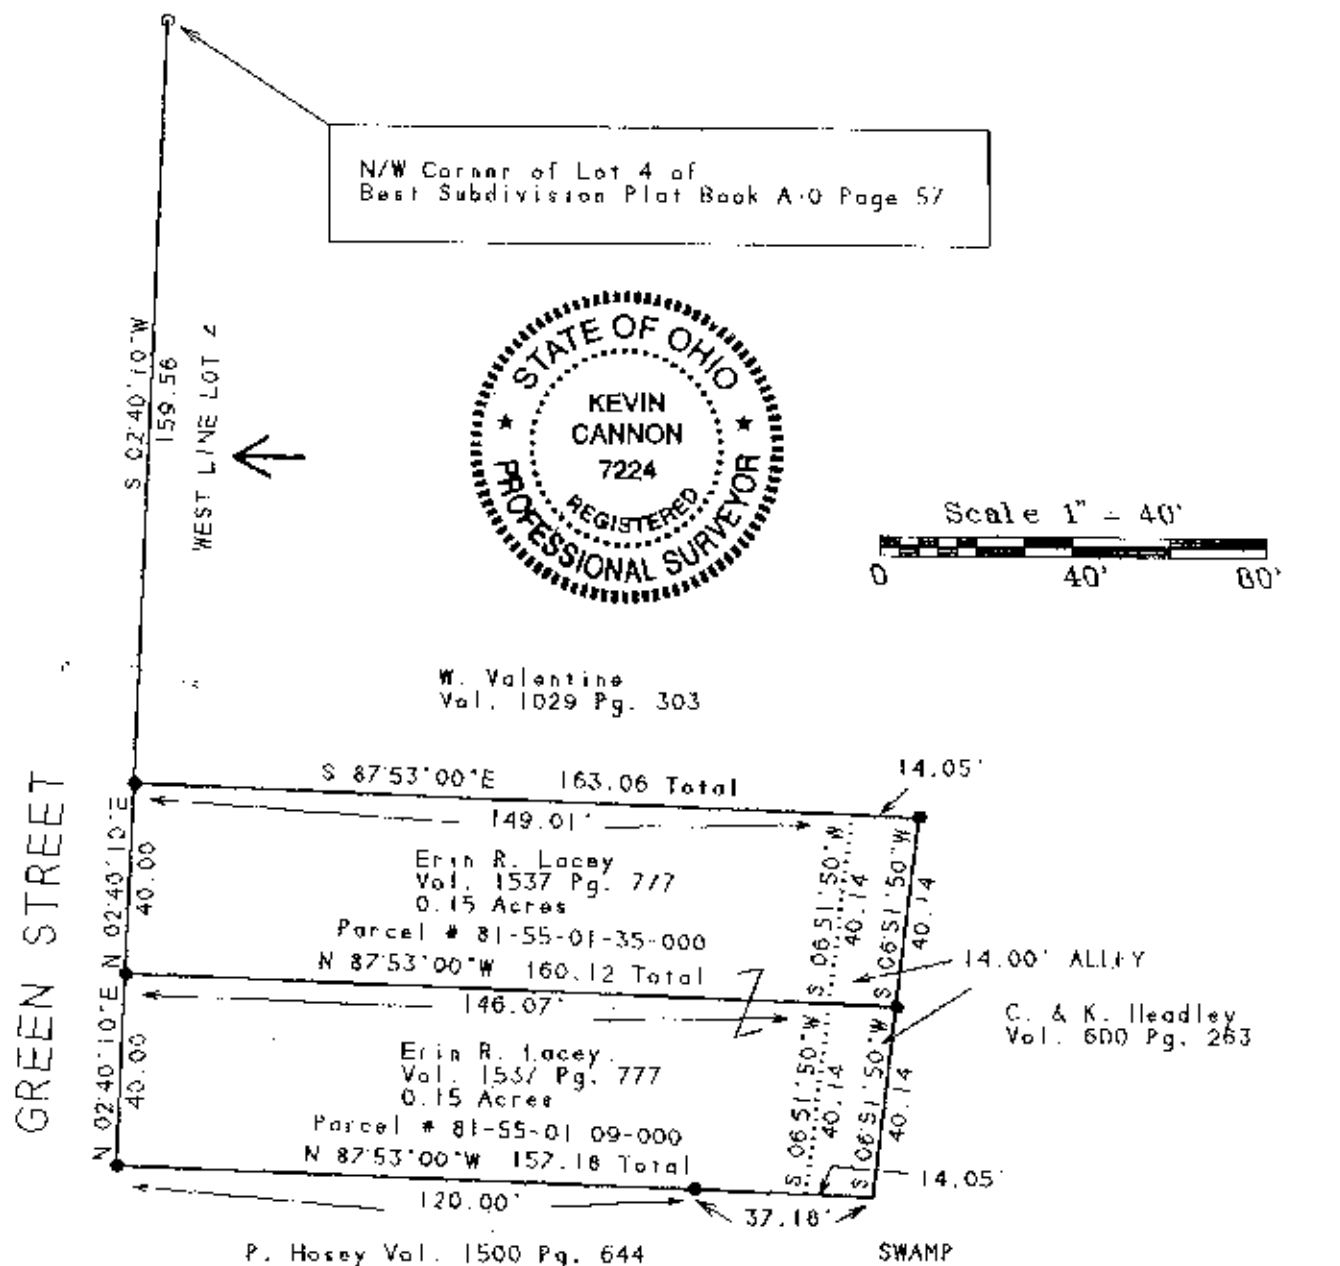 N/W Corner of Lot 4 of
Best Subdivision Plat Book A-0 Page 57
S 02°40'10"W
159.56
WEST LINE LOT 4
STATE OF OHIO
KEVIN
CANNON
7224
REGISTERED
PROFESSIONAL SURVEYOR
Scale 1" = 40'
0 40' 80'
W. Valentine
Vol. 1029 Pg. 303
GREEN STREET
S 87°53'00"E 163.06 Total
14.05'
149.01'
N 02°40'10"E
40.00
Erin R. Lacey
Vol. 1537 Pg. 777
0.15 Acres
Parcel # 81-55-01-35-000
S 06°51'50"W
40.14
S 06°51'50"W
40.14
N 87°53'00"W 160.12 Total
14.00' ALLEY
146.07'
C. & K. Headley
Vol. 600 Pg. 263
N 02°40'10"E
40.00
Erin R. Lacey
Vol. 1537 Pg. 777
0.15 Acres
Parcel # 81-55-01 09-000
S 06°51'50"W
40.14
S 06°51'50"W
40.14
N 87°53'00"W 157.18 Total
14.05'
120.00'
37.18'
P. Hosey Vol. 1500 Pg. 644
SWAMP